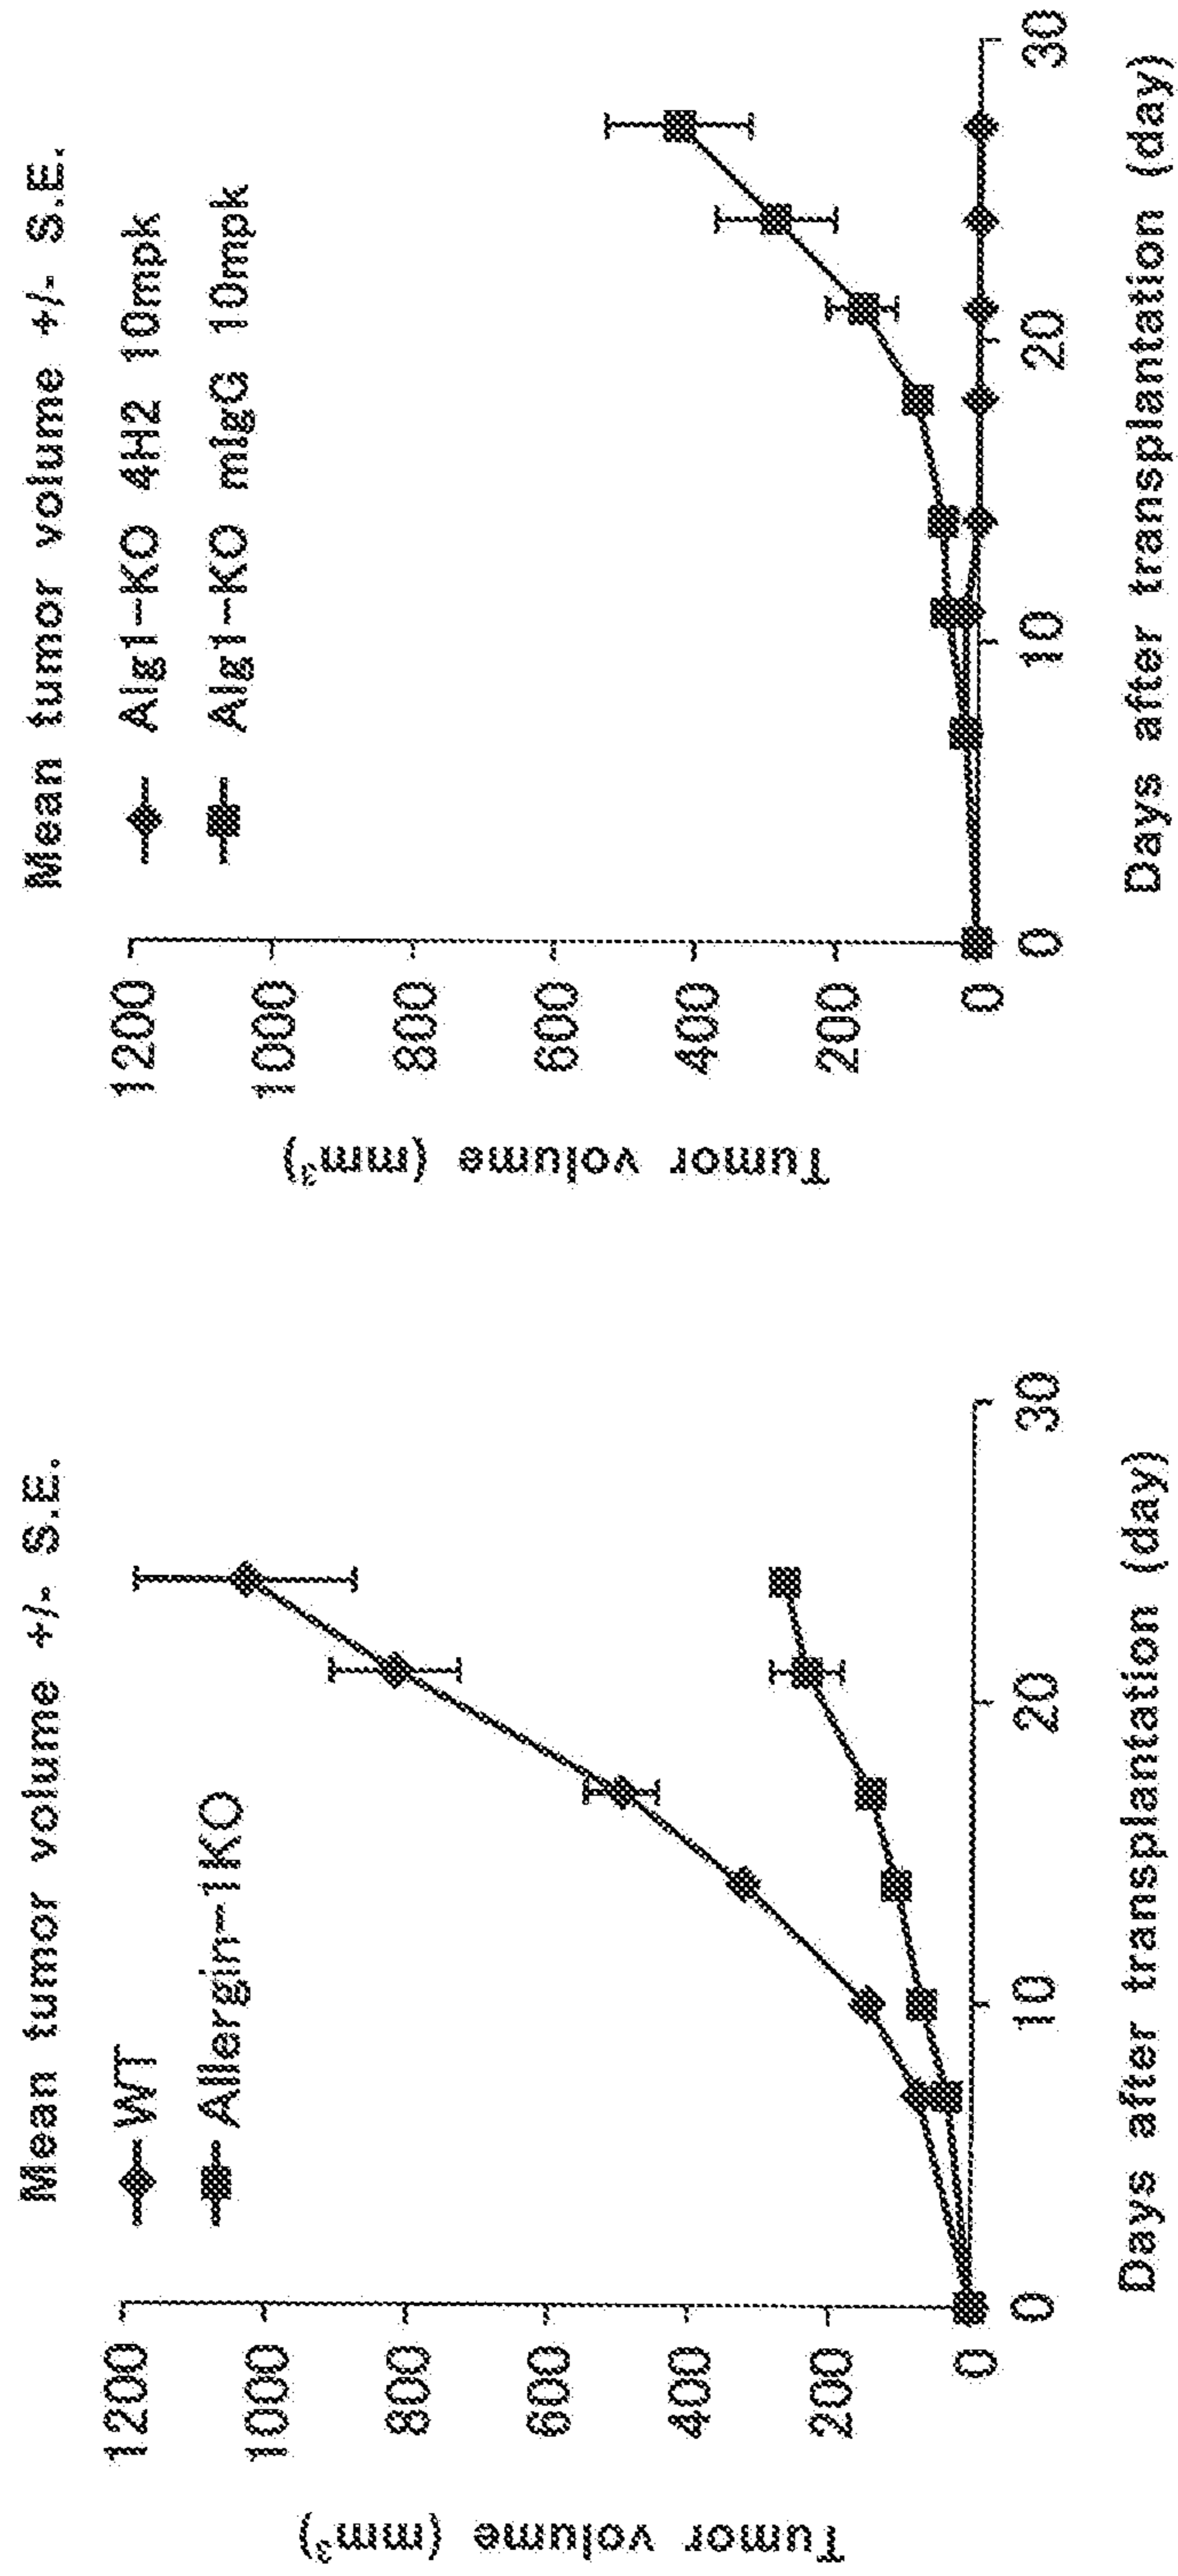 Mean tumor volume +/- S.E.
WT
Allergin-1KO
1200
1000
800
600
400
200
0
Tumor volume (mm³)
0
10
20
30
Days after transplantation (day)
Mean tumor volume +/- S.E.
Alg1-KO 4H2 10mpk
Alg1-KO mIgG 10mpk
1200
1000
800
600
400
200
0
Tumor volume (mm³)
0
10
20
30
Days after transplantation (day)